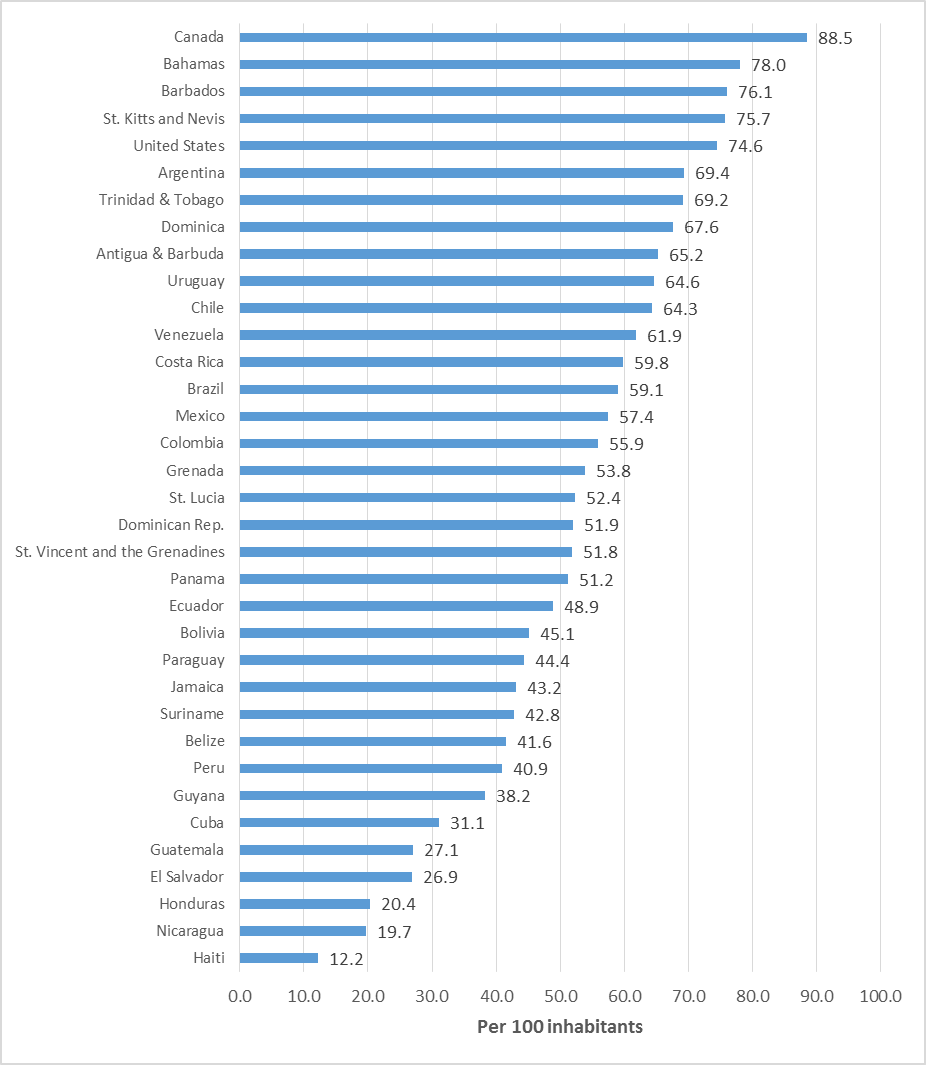 Canada 88.5
Bahamas 78.0
Barbados 76.1
St. Kitts and Nevis 75.7
United States 74.6
Argentina 69.4
Trinidad & Tobago 69.2
Dominica 67.6
Antigua & Barbuda 65.2
Uruguay 64.6
Chile 64.3
Venezuela 61.9
Costa Rica 59.8
Brazil 59.1
Mexico 57.4
Colombia 55.9
Grenada 53.8
St. Lucia 52.4
Dominican Rep. 51.9
St. Vincent and the Grenadines 51.8
Panama 51.2
Ecuador 48.9
Bolivia 45.1
Paraguay 44.4
Jamaica 43.2
Suriname 42.8
Belize 41.6
Peru 40.9
Guyana 38.2
Cuba 31.1
Guatemala 27.1
El Salvador 26.9
Honduras 20.4
Nicaragua 19.7
Haiti 12.2
0.0 10.0 20.0 30.0 40.0 50.0 60.0 70.0 80.0 90.0 100.0
Per 100 inhabitants